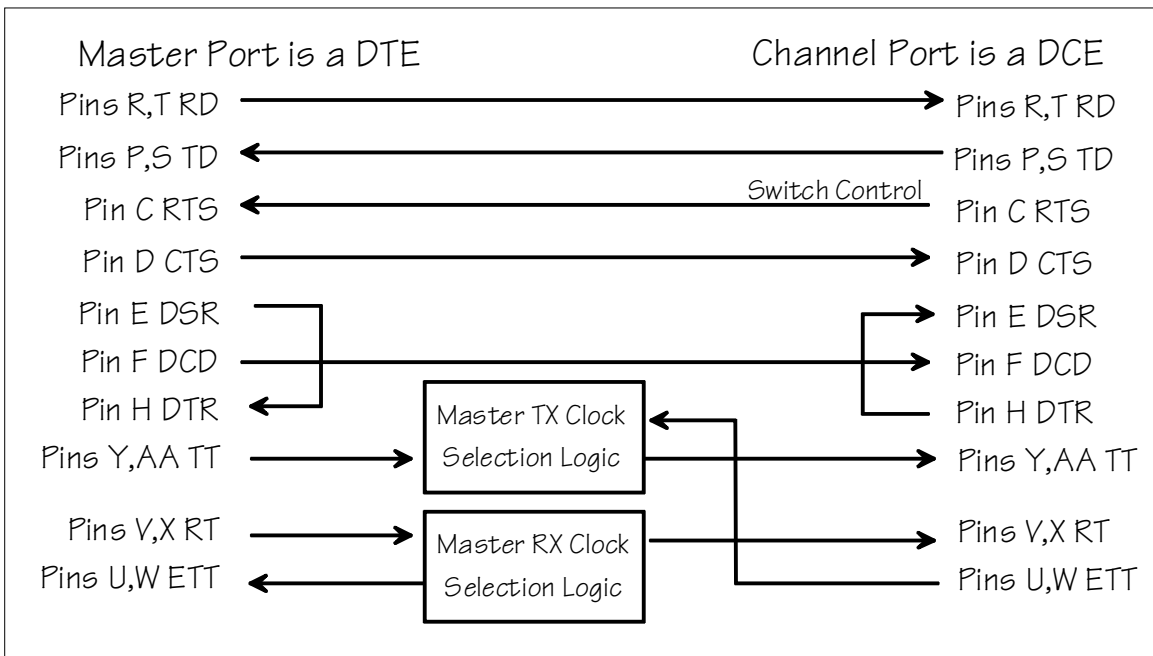 Master Port is a DTE
Channel Port is a DCE
Pins R,T RD
Pins R,T RD
Pins P,S TD
Pins P,S TD
Switch Control
Pin C RTS
Pin C RTS
Pin D CTS
Pin D CTS
Pin E DSR
Pin E DSR
Pin F DCD
Pin F DCD
Pin H DTR
Pin H DTR
Master TX Clock
Selection Logic
Pins Y,AA TT
Pins Y,AA TT
Pins V,X RT
Pins V,X RT
Master RX Clock
Selection Logic
Pins U,W ETT
Pins U,W ETT